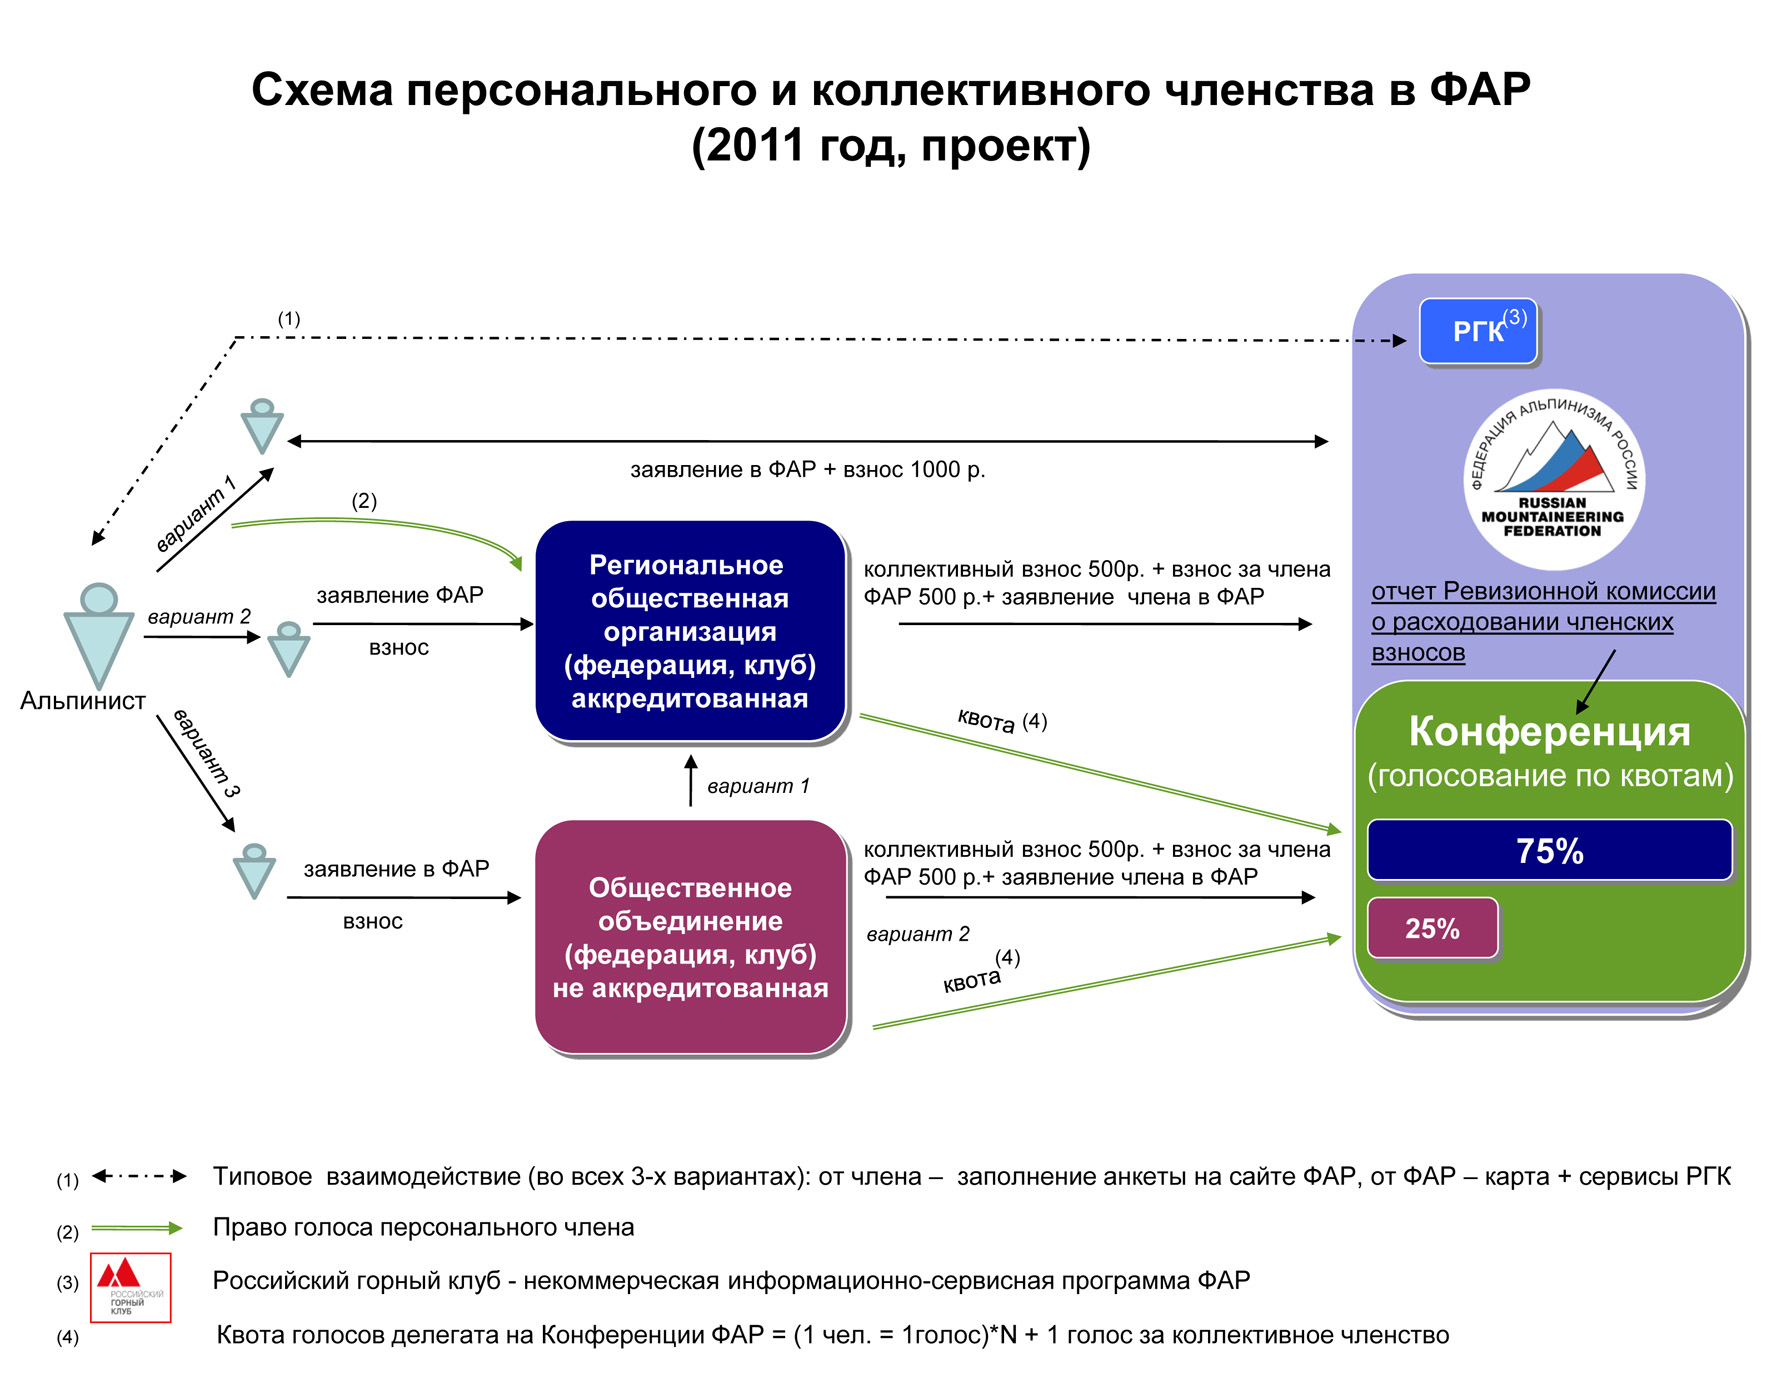 Схема персонального и коллективного членства в ФАР
(2011 год, проект)
(1)
РГК(3)
ФЕДЕРАЦИЯ АЛЬПИНИЗМА РОССИИ
RUSSIAN
MOUNTAINEERING
FEDERATION
заявление в ФАР + взнос 1000 р.
вариант 1
(2)
Региональное
общественная
организация
(федерация, клуб)
аккредитованная
коллективный взнос 500р. + взнос за члена
ФАР 500 р.+ заявление члена в ФАР
отчет Ревизионной комиссии
о расходовании членских
взносов
заявление ФАР
вариант 2
взнос
Альпинист
вариант 3
квота (4)
Конференция
(голосование по квотам)
вариант 1
75%
25%
заявление в ФАР
взнос
Общественное
объединение
(федерация, клуб)
не аккредитованная
коллективный взнос 500р. + взнос за члена
ФАР 500 р.+ заявление члена в ФАР
вариант 2
квота (4)
(1) Типовое взаимодействие (во всех 3-х вариантах): от члена – заполнение анкеты на сайте ФАР, от ФАР – карта + сервисы РГК
(2) Право голоса персонального члена
(3) Российский горный клуб - некоммерческая информационно-сервисная программа ФАР
РОССИЙСКИЙ
ГОРНЫЙ
КЛУБ
(4) Квота голосов делегата на Конференции ФАР = (1 чел. = 1голос)*N + 1 голос за коллективное членство